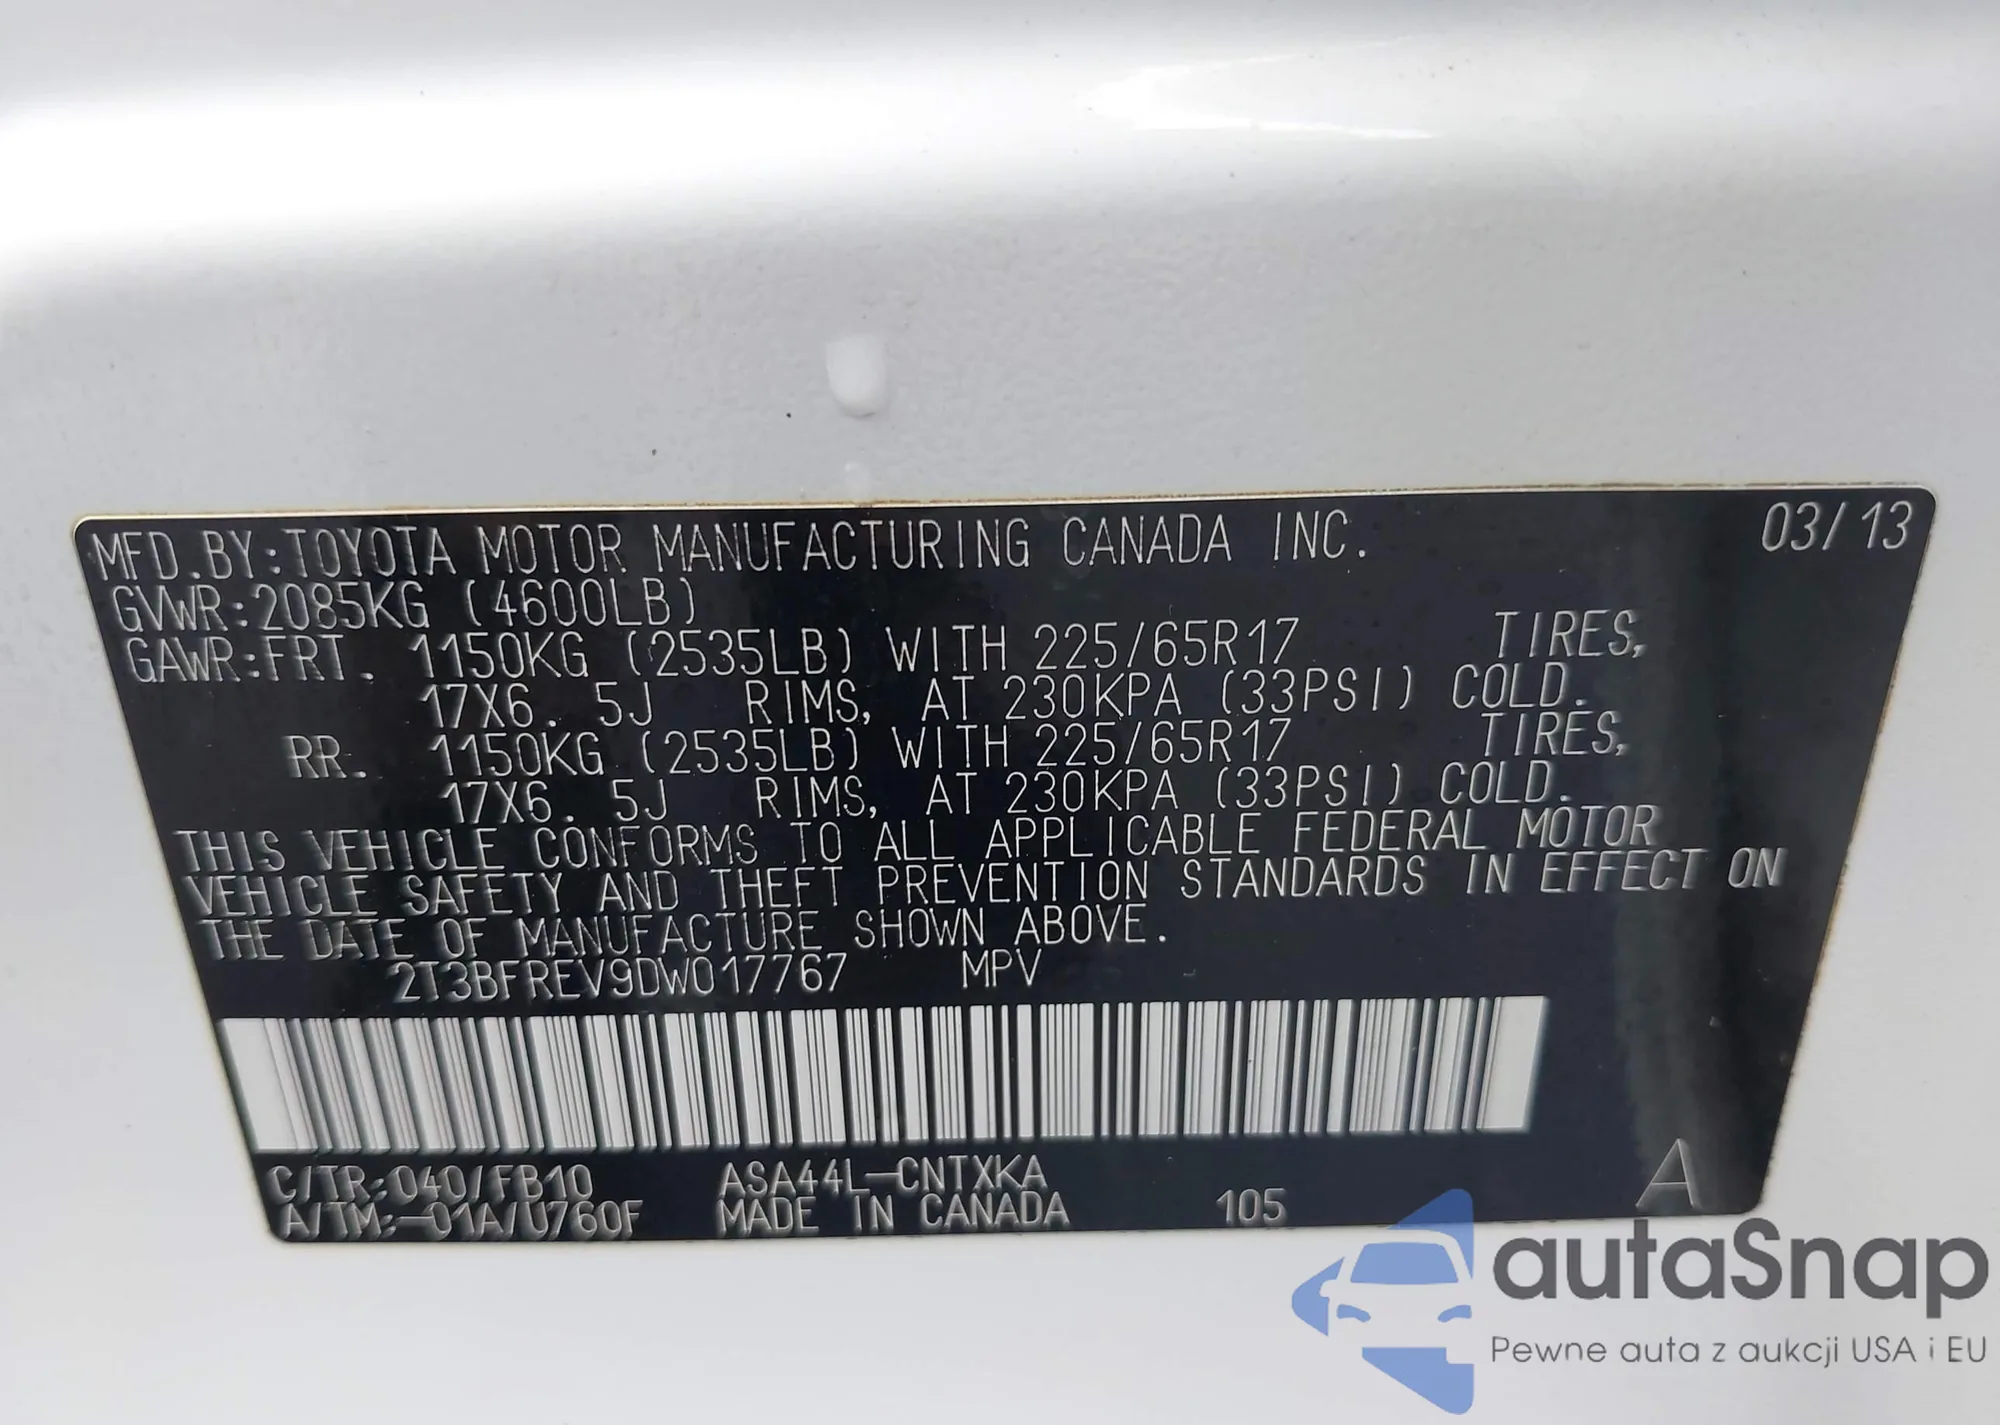 MFD.BY:TOYOTA MOTOR MANUFACTURING CANADA INC. 03/13
GVWR:2085KG (4600LB)
GAWR:FRT. 1150KG (2535LB) WITH 225/65R17 TIRES,
17X6.5J RIMS, AT 230KPA (33PSI) COLD.
RR. 1150KG (2535LB) WITH 225/65R17 TIRES,
17X6.5J RIMS, AT 230KPA (33PSI) COLD.
THIS VEHICLE CONFORMS TO ALL APPLICABLE FEDERAL MOTOR
VEHICLE SAFETY AND THEFT PREVENTION STANDARDS IN EFFECT ON
THE DATE OF MANUFACTURE SHOWN ABOVE.
2T3BFREV9DW017767 MPV
C/TR:040/FB10 ASA44L-CNTXKA A
A/TM:-01A/U760F MADE IN CANADA 105
autaSnap
Pewne auta z aukcji USA i EU